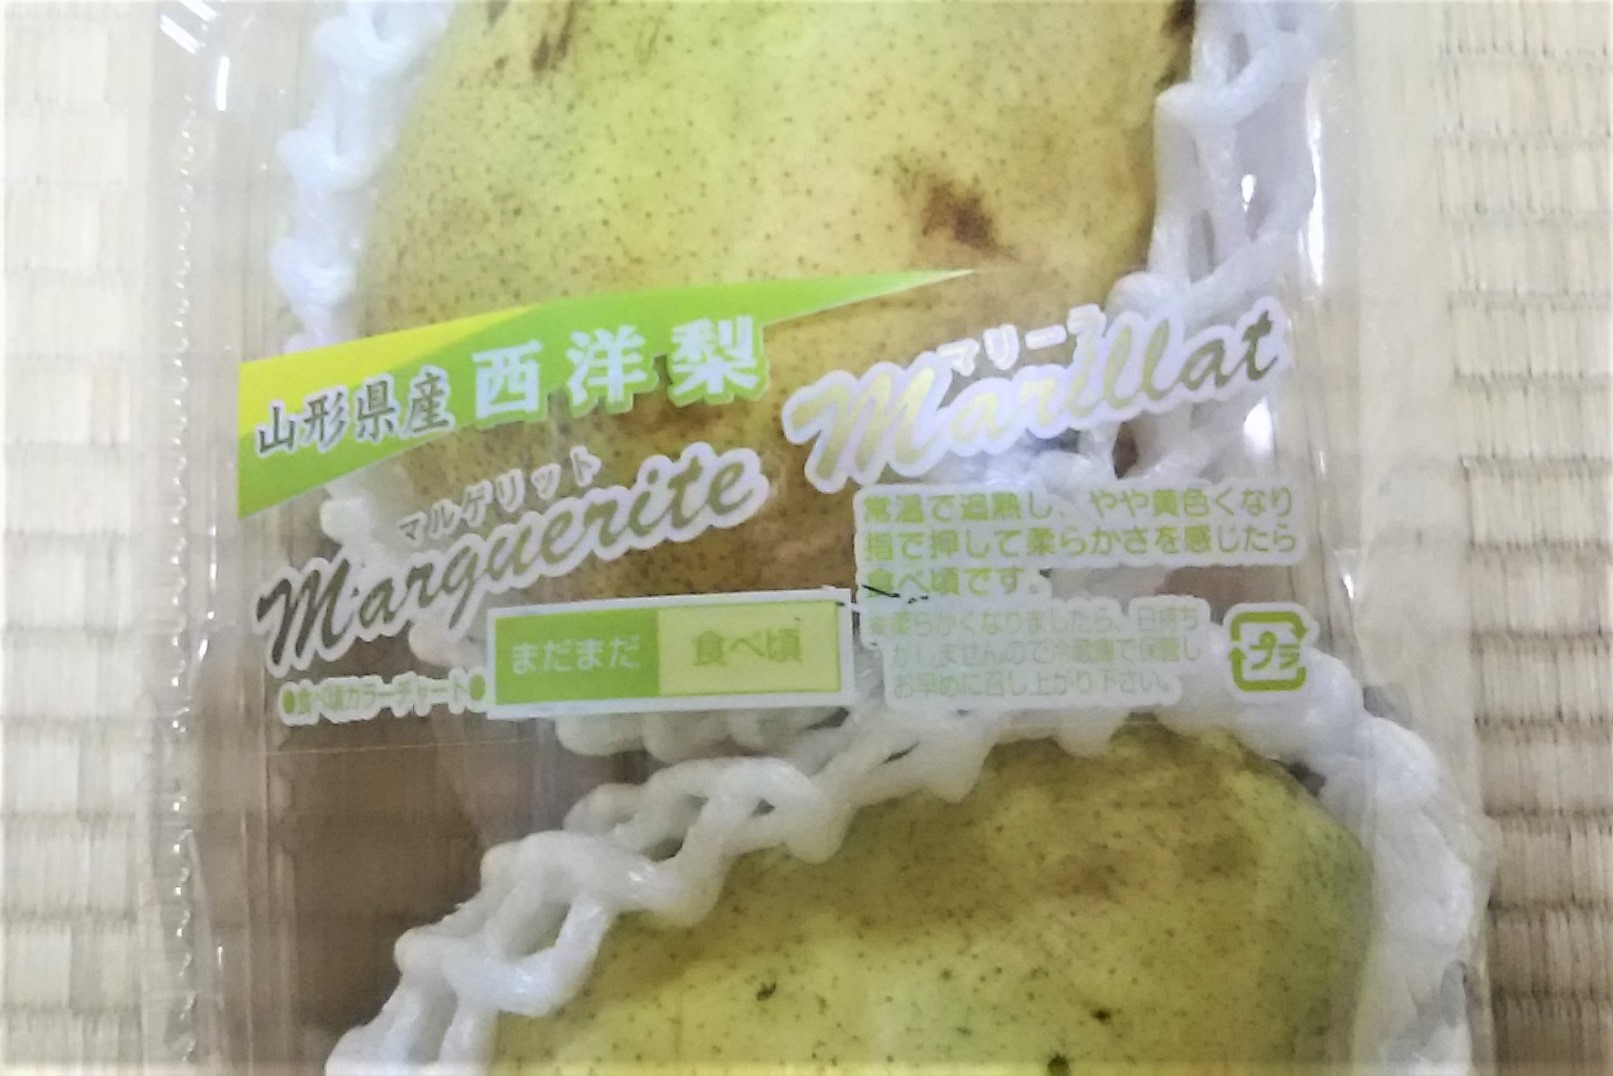 山形県産 西洋梨
マルゲリット
Marguerite
マリーラ
Marillat
常温で追熟し、やや黄色くなり
指で押して柔らかさを感じたら
食べ頃です。
※柔らかくなりましたら、日持ち
がしませんので冷蔵庫で保管し
お早めに召し上がり下さい。
●食べ頃カラーチャート●
まだまだ 食べ頃
プラ